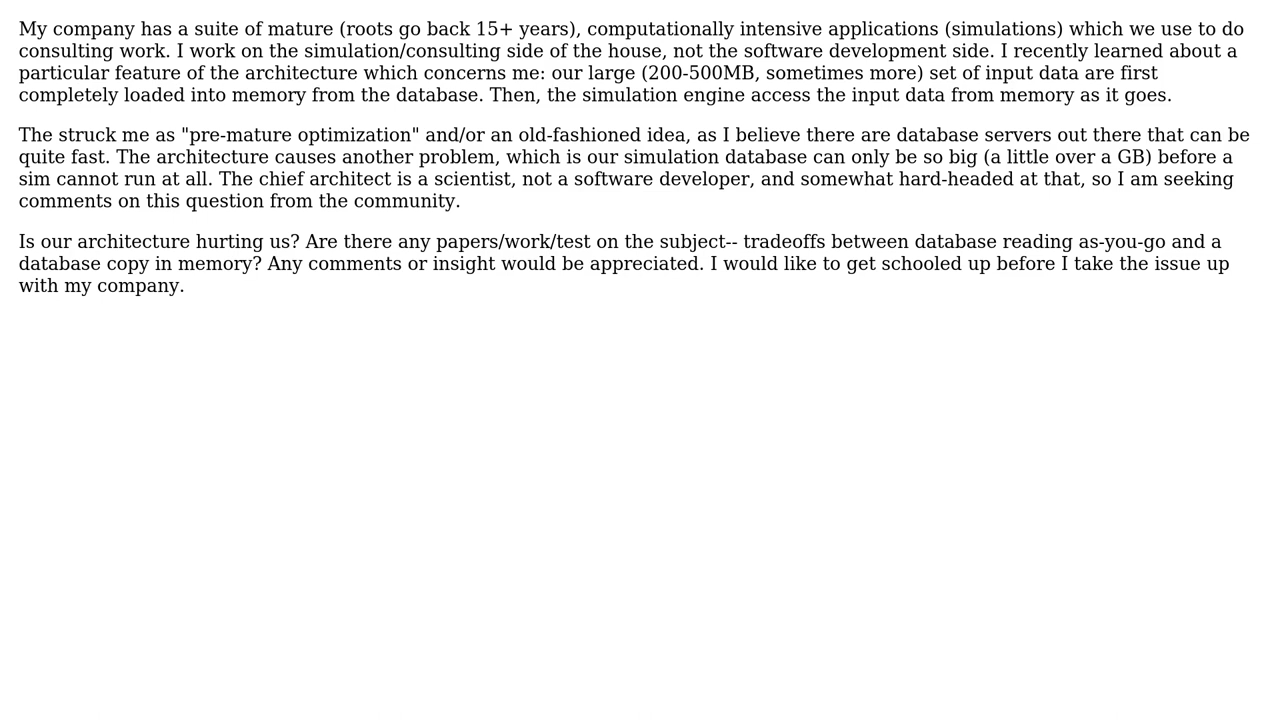 My company has a suite of mature (roots go back 15+ years), computationally intensive applications (simulations) which we use to do
consulting work. I work on the simulation/consulting side of the house, not the software development side. I recently learned about a
particular feature of the architecture which concerns me: our large (200-500MB, sometimes more) set of input data are first
completely loaded into memory from the database. Then, the simulation engine access the input data from memory as it goes.
The struck me as "pre-mature optimization" and/or an old-fashioned idea, as I believe there are database servers out there that can be
quite fast. The architecture causes another problem, which is our simulation database can only be so big (a little over a GB) before a
sim cannot run at all. The chief architect is a scientist, not a software developer, and somewhat hard-headed at that, so I am seeking
comments on this question from the community.
Is our architecture hurting us? Are there any papers/work/test on the subject-- tradeoffs between database reading as-you-go and a
database copy in memory? Any comments or insight would be appreciated. I would like to get schooled up before I take the issue up
with my company.